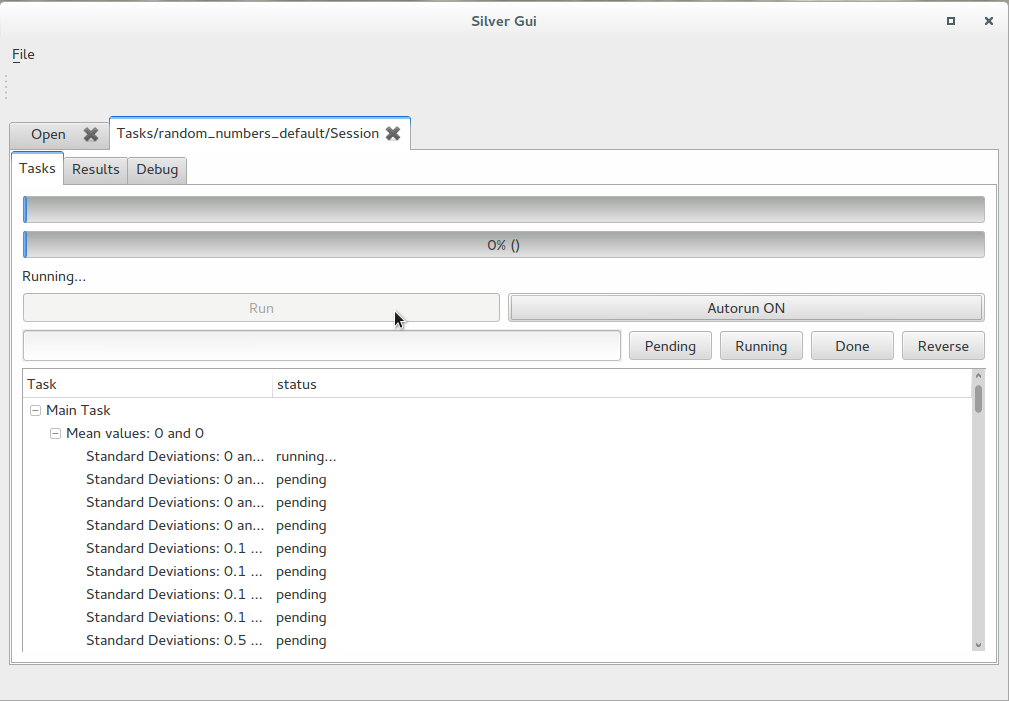 Silver Gui
File
Open Tasks/random_numbers_default/Session
Tasks Results Debug
0% ()
Running...
Run Autorun ON
Pending Running Done Reverse
Task status
Main Task
Mean values: 0 and 0
Standard Deviations: 0 an... running...
Standard Deviations: 0 an... pending
Standard Deviations: 0 an... pending
Standard Deviations: 0 an... pending
Standard Deviations: 0.1 ... pending
Standard Deviations: 0.1 ... pending
Standard Deviations: 0.1 ... pending
Standard Deviations: 0.1 ... pending
Standard Deviations: 0.5 ... pending